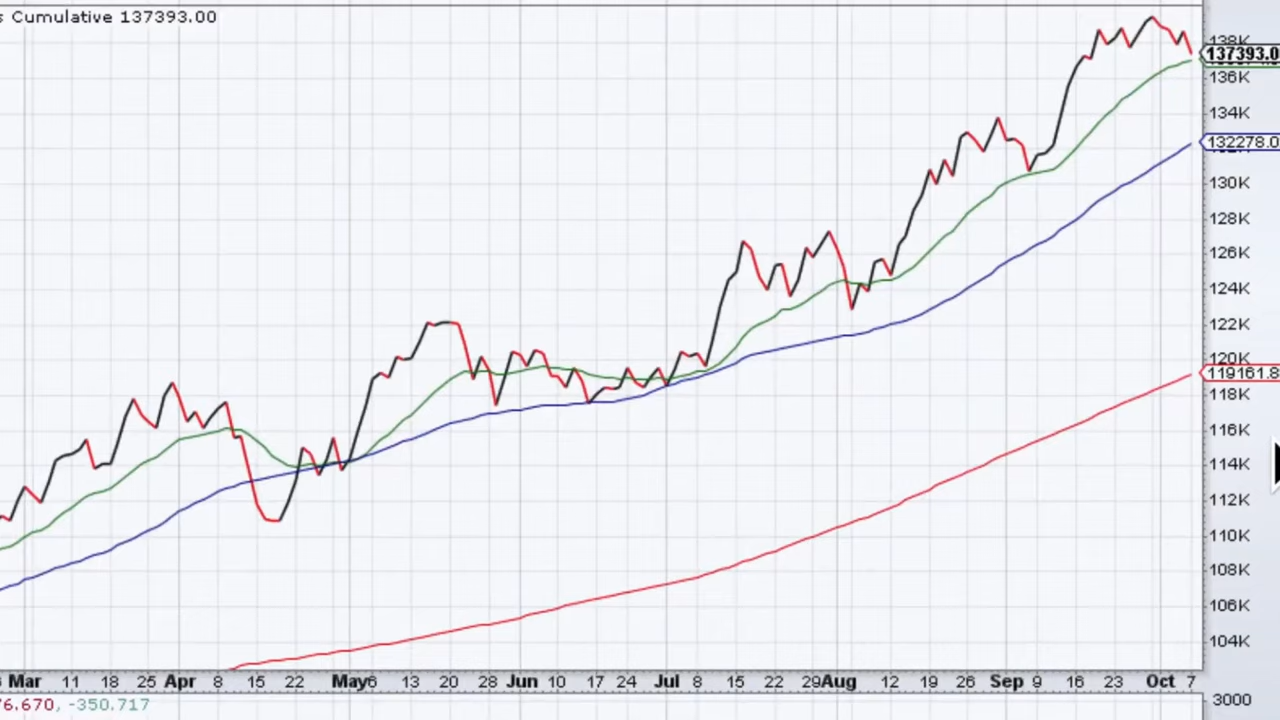 s Cumulative 137393.00
138K
137393.0
136K
134K
132278.0
130K
128K
126K
124K
122K
120K
119161.8
118K
116K
114K
112K
110K
108K
106K
104K
Mar 11 18 25 Apr 8 15 22 May 6 13 20 28 Jun 10 17 24 Jul 8 15 22 29 Aug 12 19 26 Sep 9 16 23 Oct 7
76.670, -350.717
3000